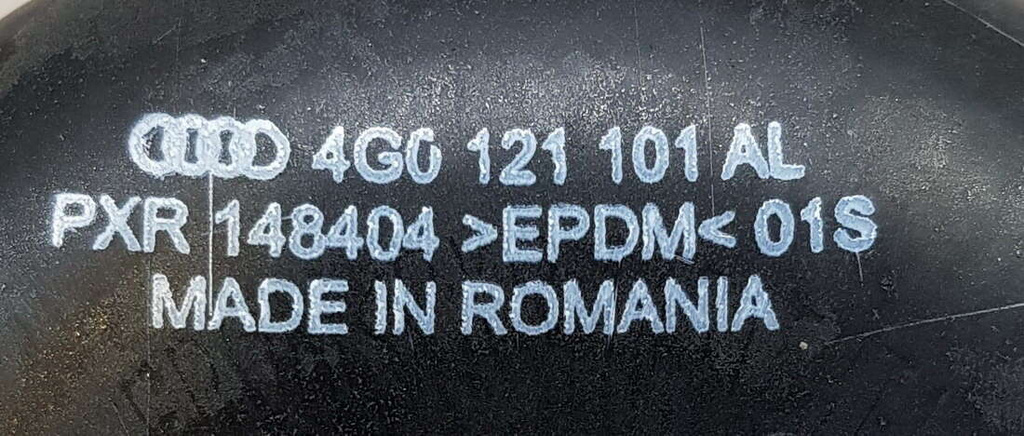 4G0 121 101 AL
PXR 148404 >EPDM< 01S
MADE IN ROMANIA